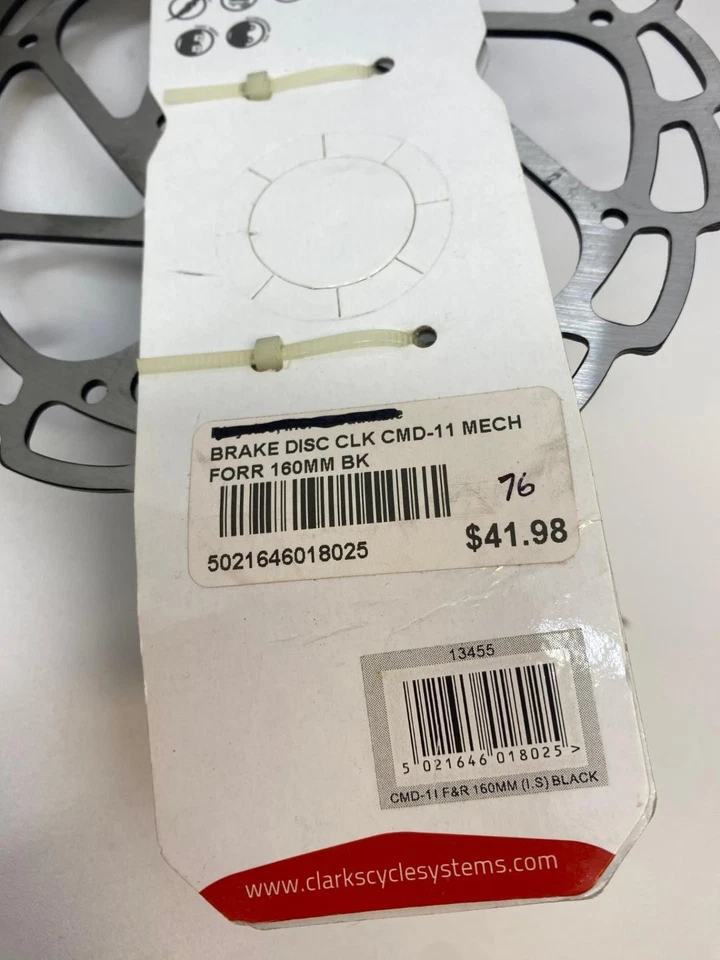 BRAKE DISC CLK CMD-11 MECH
FORR 160MM BK
76
5021646018025
$41.98
13455
5 021646 018025 >
CMD-11 F&R 160MM (I.S) BLACK
www.clarkscyclesystems.com